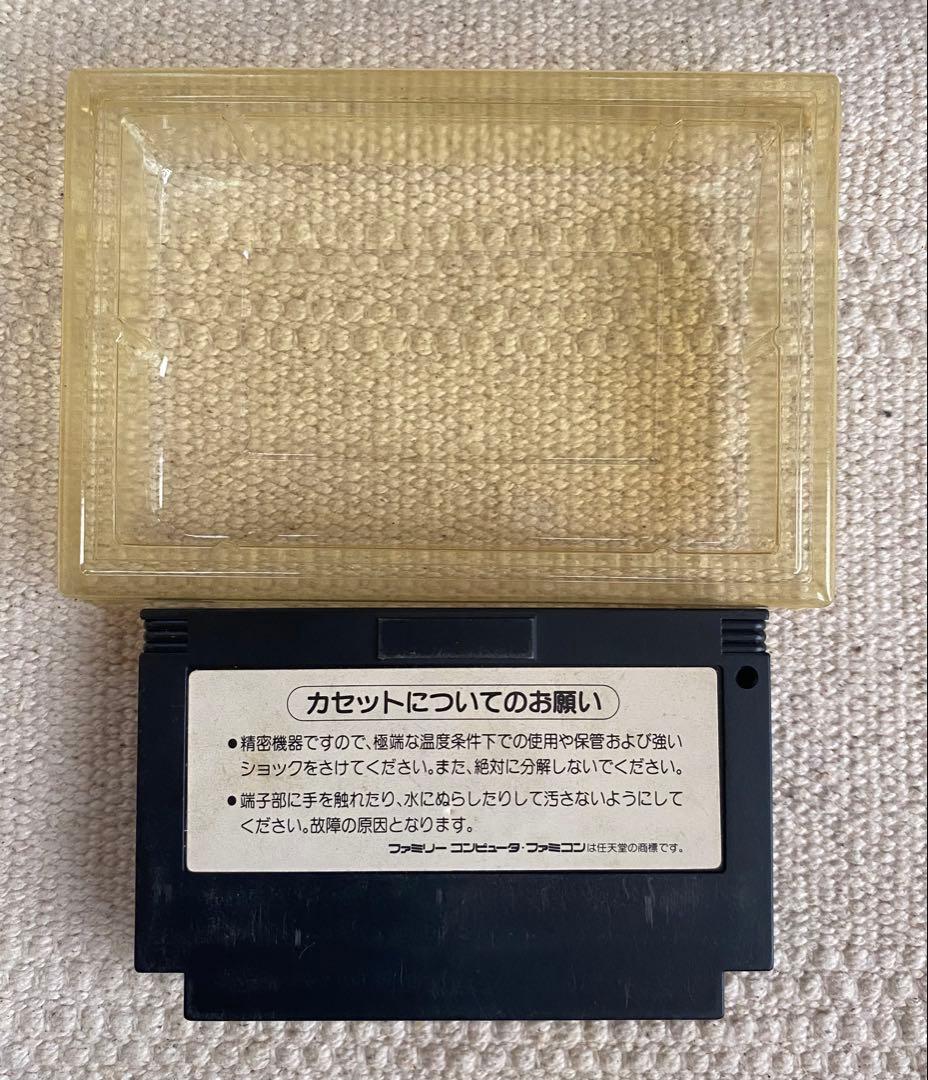 カセットについてのお願い
●精密機器ですので、極端な温度条件下での使用や保管および強い
ショックをさけてください。また、絶対に分解しないでください。
●端子部に手を触れたり、水にぬらしたりして汚さないようにして
ください。故障の原因となります。
ファミリー コンピュータ・ファミコンは任天堂の商標です。